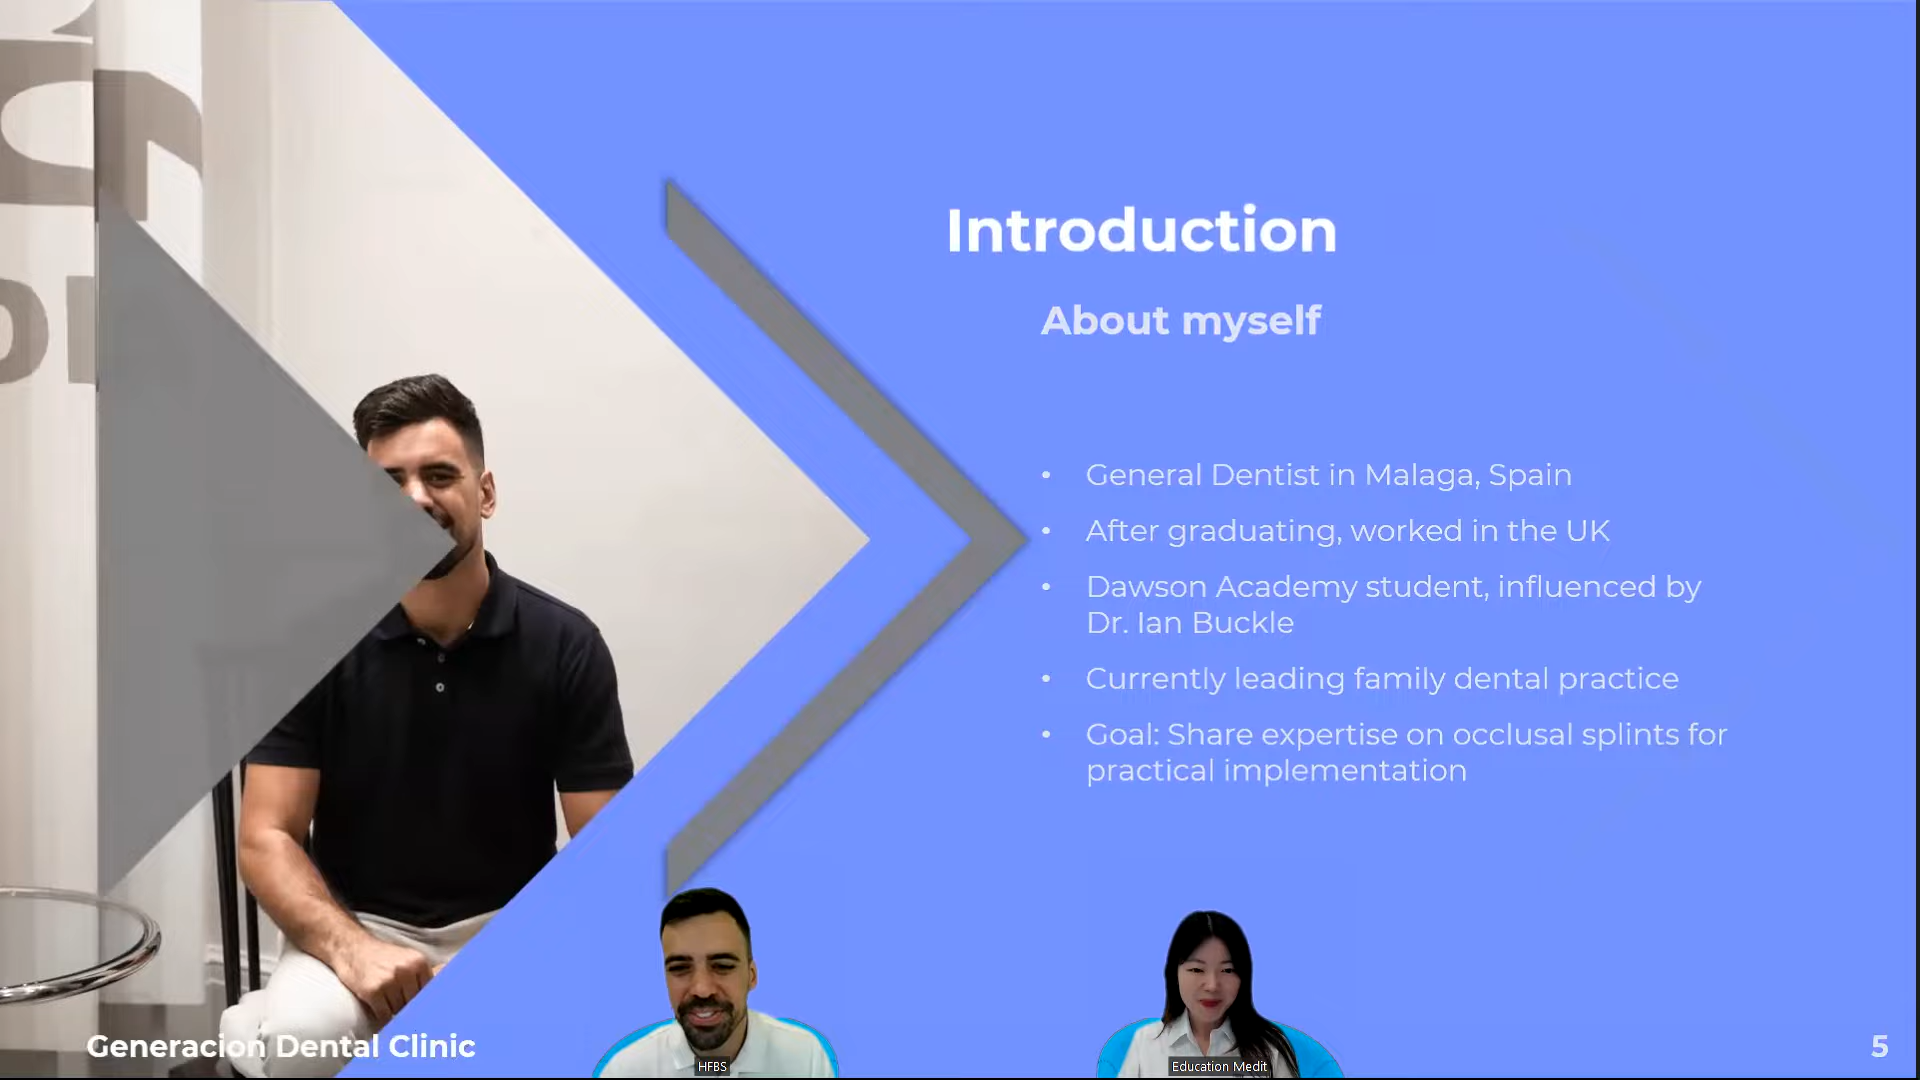 Introduction
About myself
• General Dentist in Malaga, Spain
• After graduating, worked in the UK
• Dawson Academy student, influenced by
Dr. Ian Buckle
• Currently leading family dental practice
• Goal: Share expertise on occlusal splints for
practical implementation
Generacion Dental Clinic
HFBS
Education Medit
5